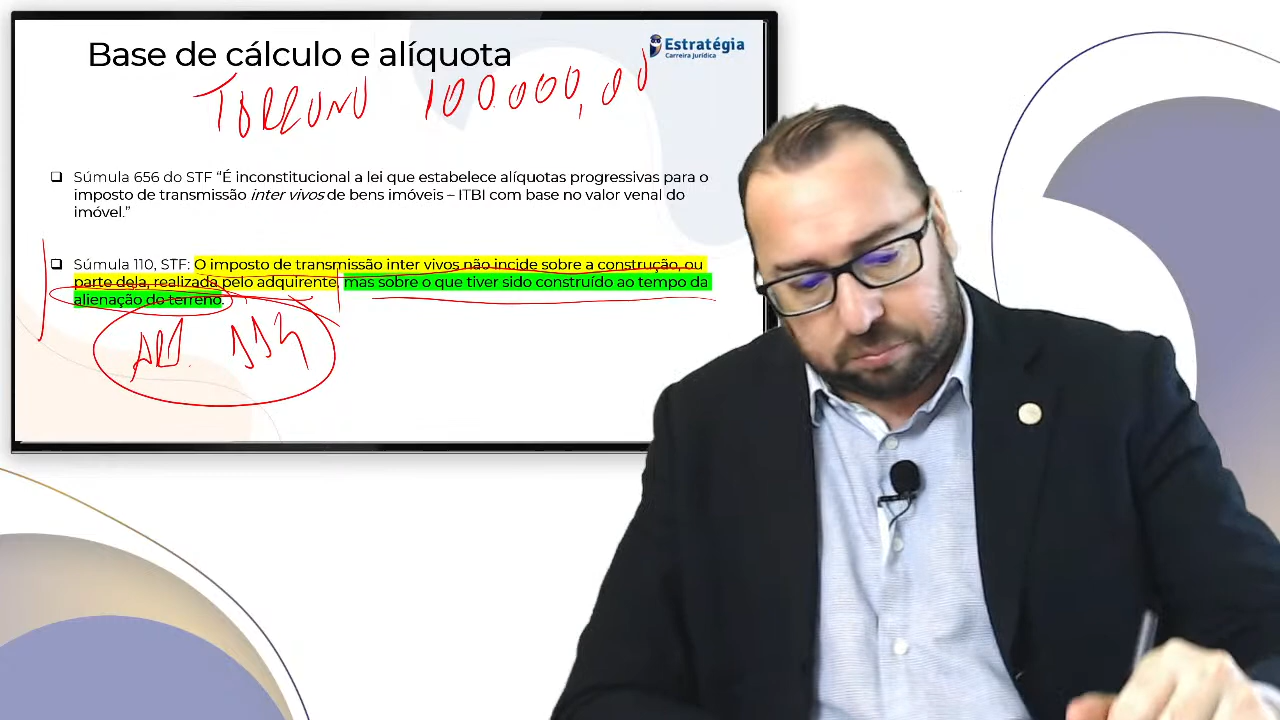 Base de cálculo e alíquota
Estratégia
Carreira Jurídica
TERRENO 100.000,00
❑ Súmula 656 do STF “É inconstitucional a lei que estabelece alíquotas progressivas para o
imposto de transmissão inter vivos de bens imóveis – ITBI com base no valor venal do
imóvel.”
❑ Súmula 110, STF: O imposto de transmissão inter vivos não incide sobre a construção, ou
parte deja, realizada pelo adquirente, mas sobre o que tiver sido construído ao tempo da
alienação do terreno.
ART.